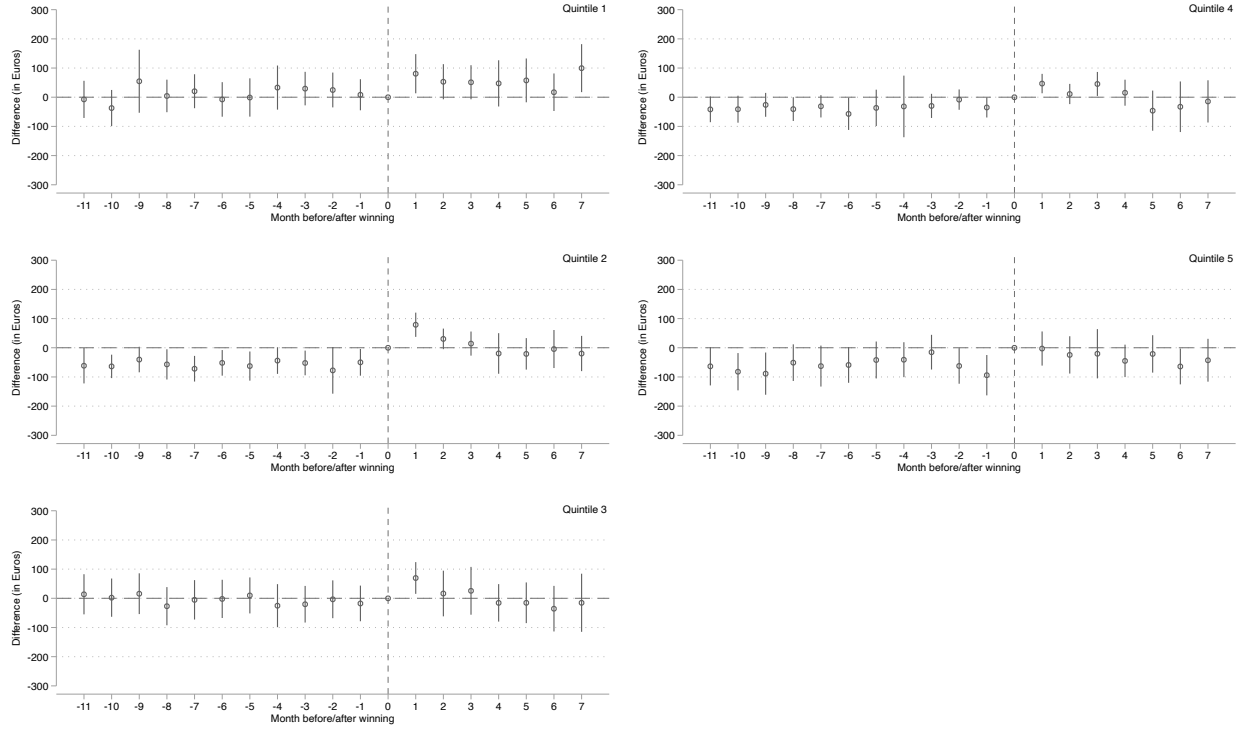 Quintile 1
Difference (in Euros)
300
200
100
0
-100
-200
-300
-11 -10 -9 -8 -7 -6 -5 -4 -3 -2 -1 0 1 2 3 4 5 6 7
Month before/after winning
Quintile 4
Difference (in Euros)
300
200
100
0
-100
-200
-300
-11 -10 -9 -8 -7 -6 -5 -4 -3 -2 -1 0 1 2 3 4 5 6 7
Month before/after winning
Quintile 2
Difference (in Euros)
300
200
100
0
-100
-200
-300
-11 -10 -9 -8 -7 -6 -5 -4 -3 -2 -1 0 1 2 3 4 5 6 7
Month before/after winning
Quintile 5
Difference (in Euros)
300
200
100
0
-100
-200
-300
-11 -10 -9 -8 -7 -6 -5 -4 -3 -2 -1 0 1 2 3 4 5 6 7
Month before/after winning
Quintile 3
Difference (in Euros)
300
200
100
0
-100
-200
-300
-11 -10 -9 -8 -7 -6 -5 -4 -3 -2 -1 0 1 2 3 4 5 6 7
Month before/after winning